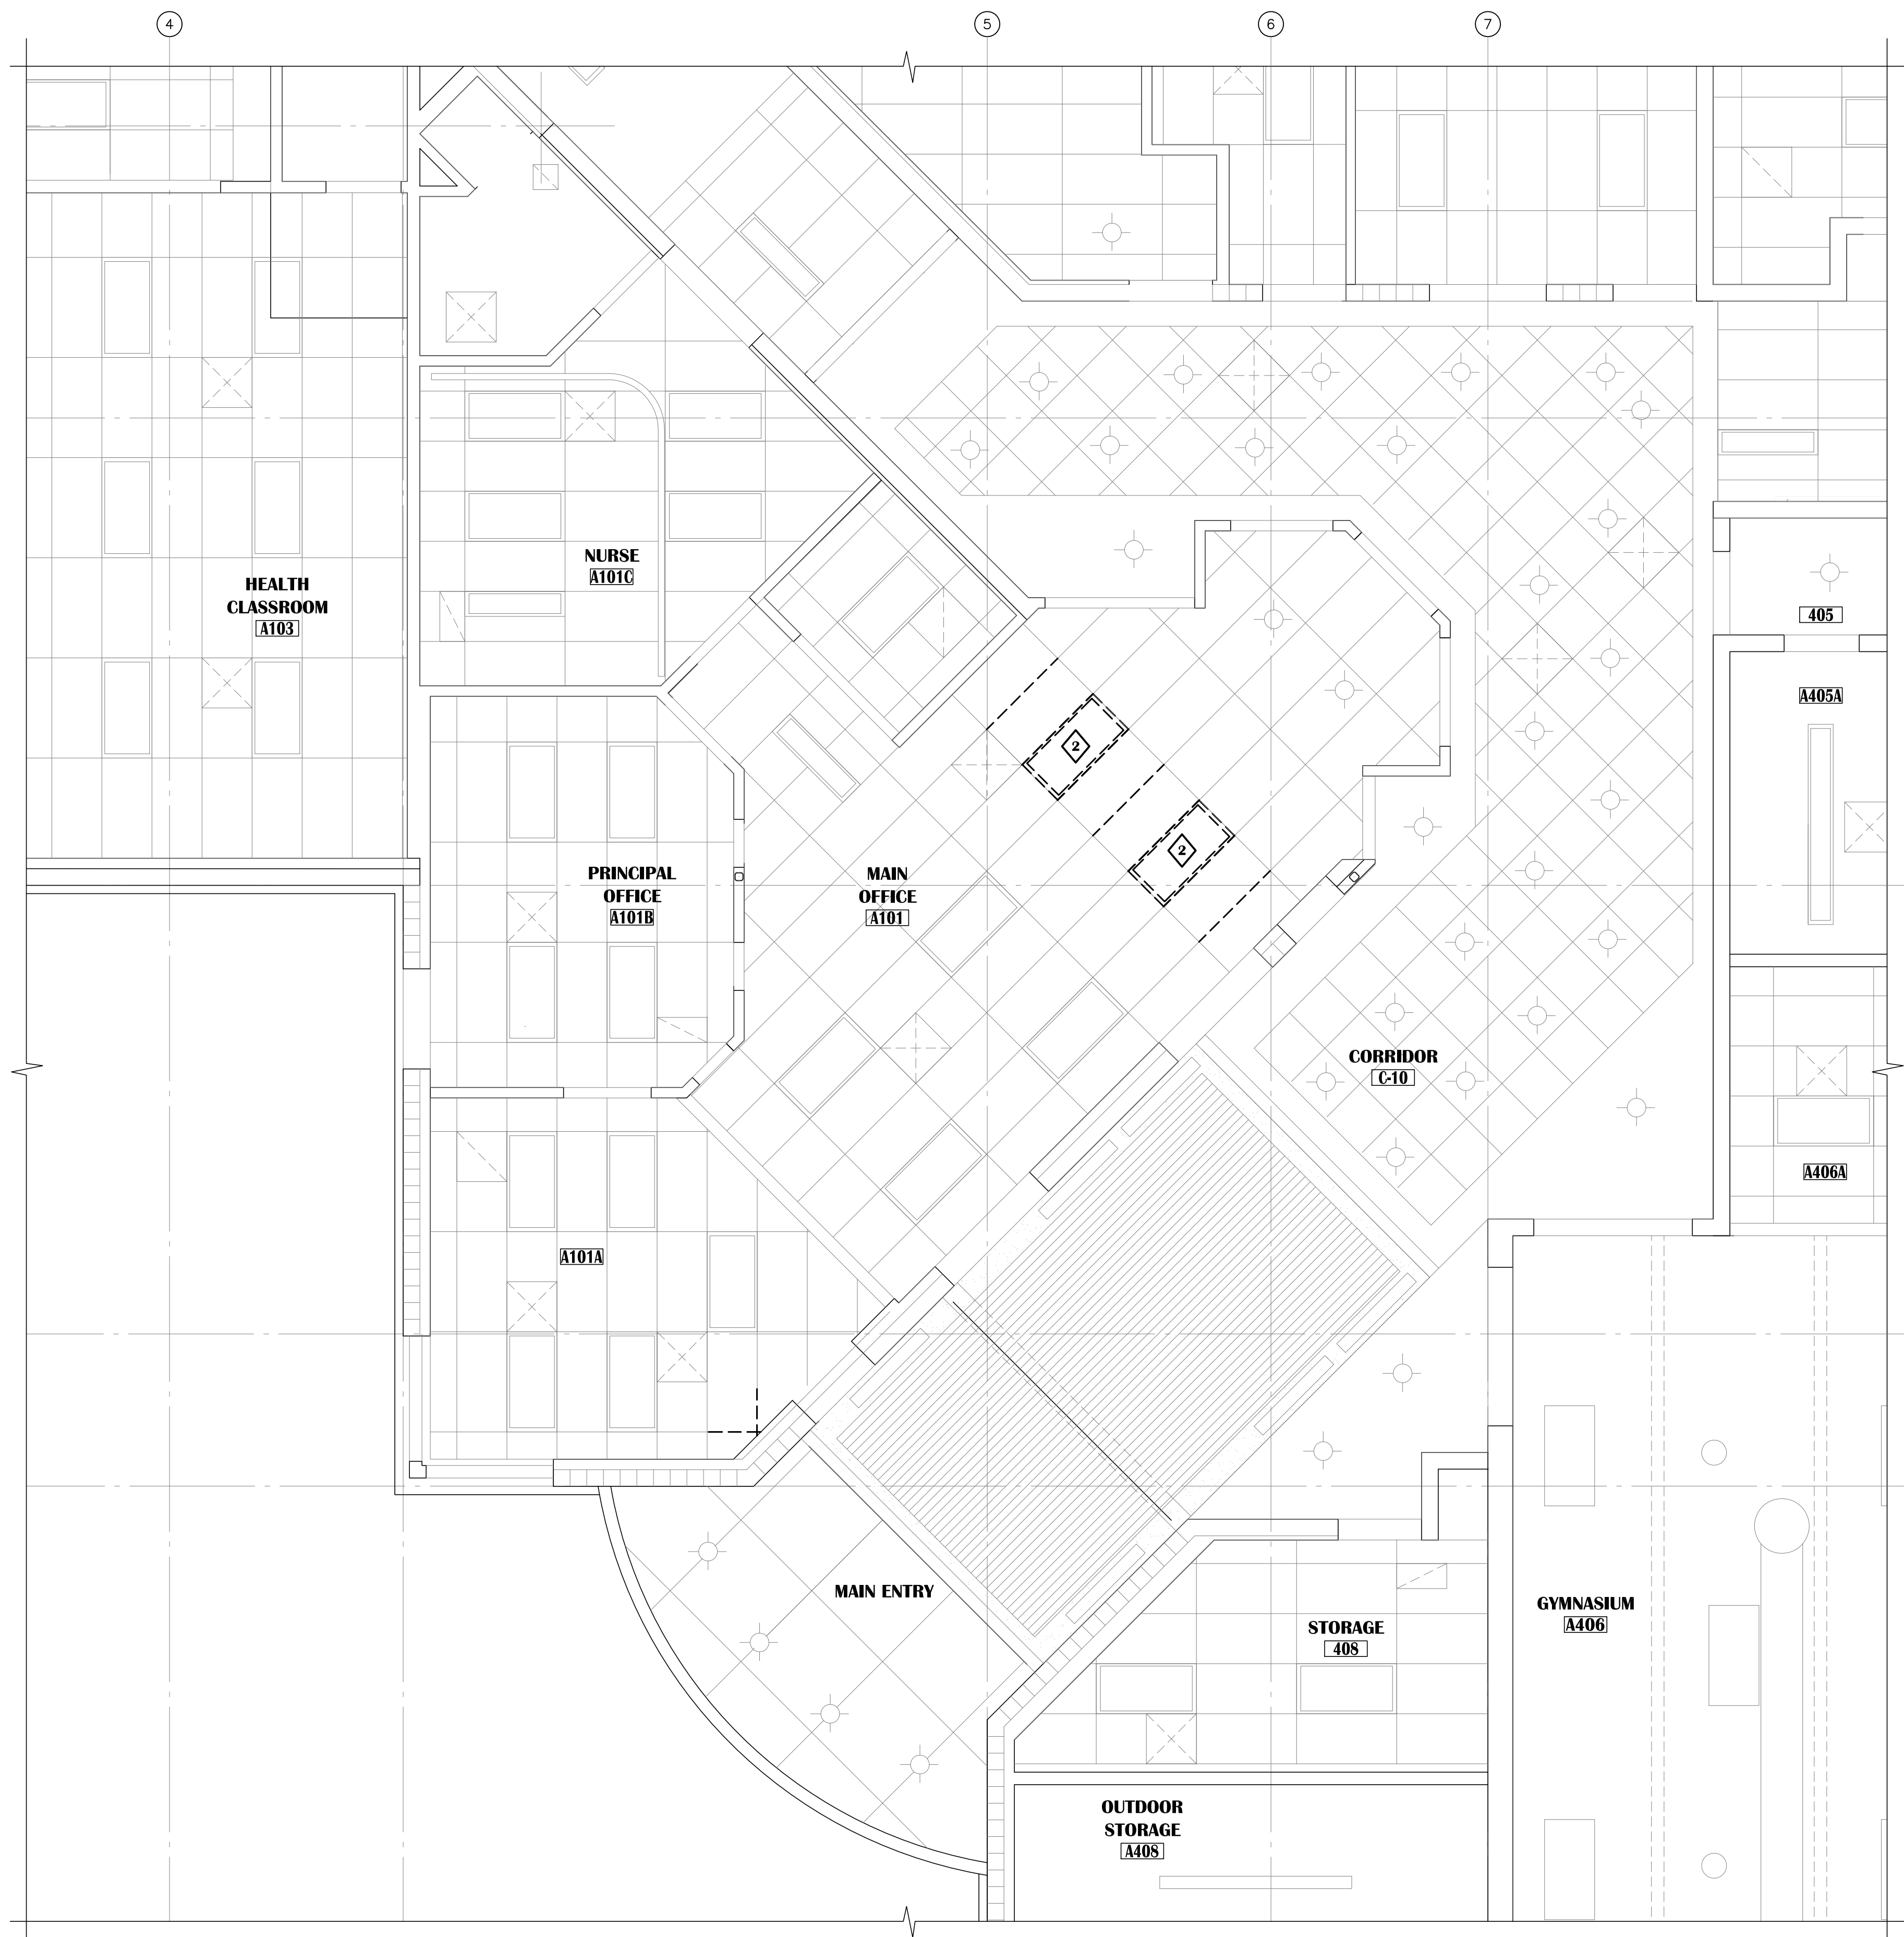 4
5
6
7
NURSE
A101C
HEALTH
CLASSROOM
A103
405
A405A
2
2
PRINCIPAL
OFFICE
A101B
MAIN
OFFICE
A101
CORRIDOR
C-10
A406A
A101A
MAIN ENTRY
GYMNASIUM
A406
STORAGE
408
OUTDOOR
STORAGE
A408